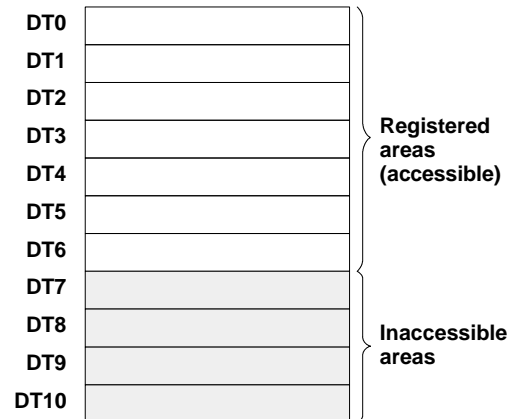 DT0
DT1
DT2
DT3
DT4
DT5
DT6
DT7
DT8
DT9
DT10
Registered
areas
(accessible)
Inaccessible
areas